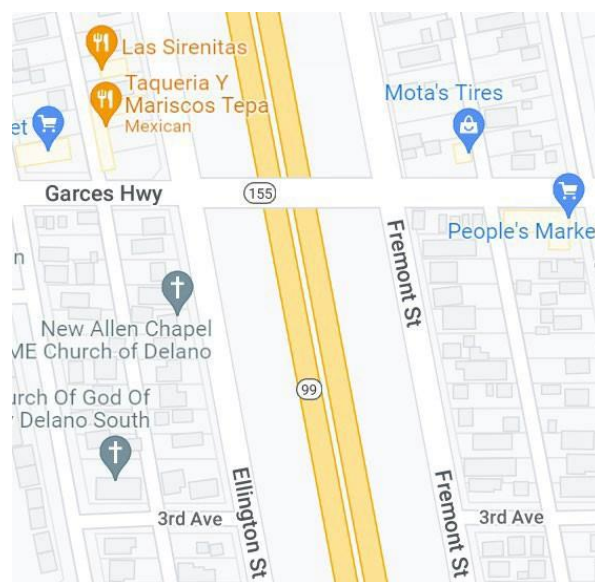 Las Sirenitas
Taqueria Y
Mariscos Tepa
Mexican
Mota's Tires
et
Garces Hwy
155
People's Marke
Fremont St
n
New Allen Chapel
ME Church of Delano
99
urch Of God Of
Delano South
Ellington St
3rd Ave
Fremont St
3rd Ave